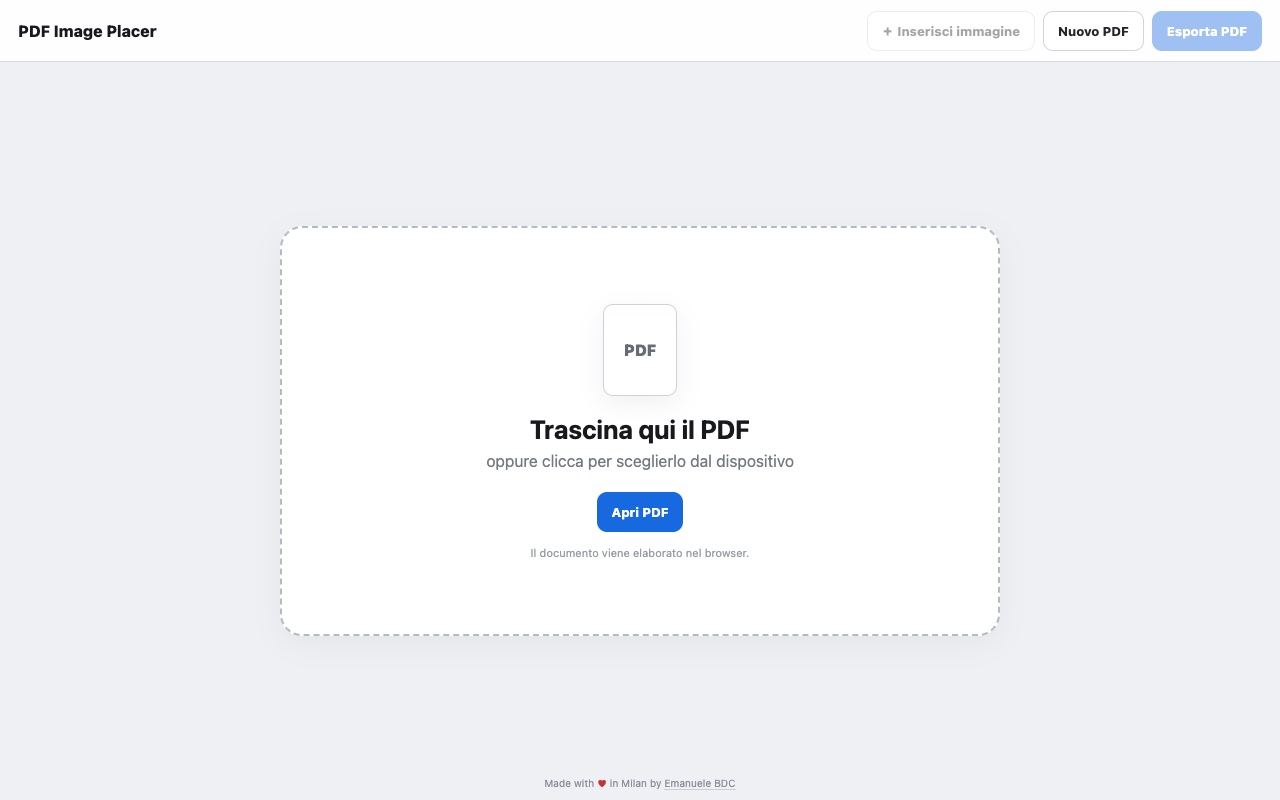 PDF Image Placer
+ Inserisci immagine
Nuovo PDF
Esporta PDF
PDF
Trascina qui il PDF
oppure clicca per sceglierlo dal dispositivo
Apri PDF
Il documento viene elaborato nel browser.
Made with ❤ in Milan by Emanuele BDC